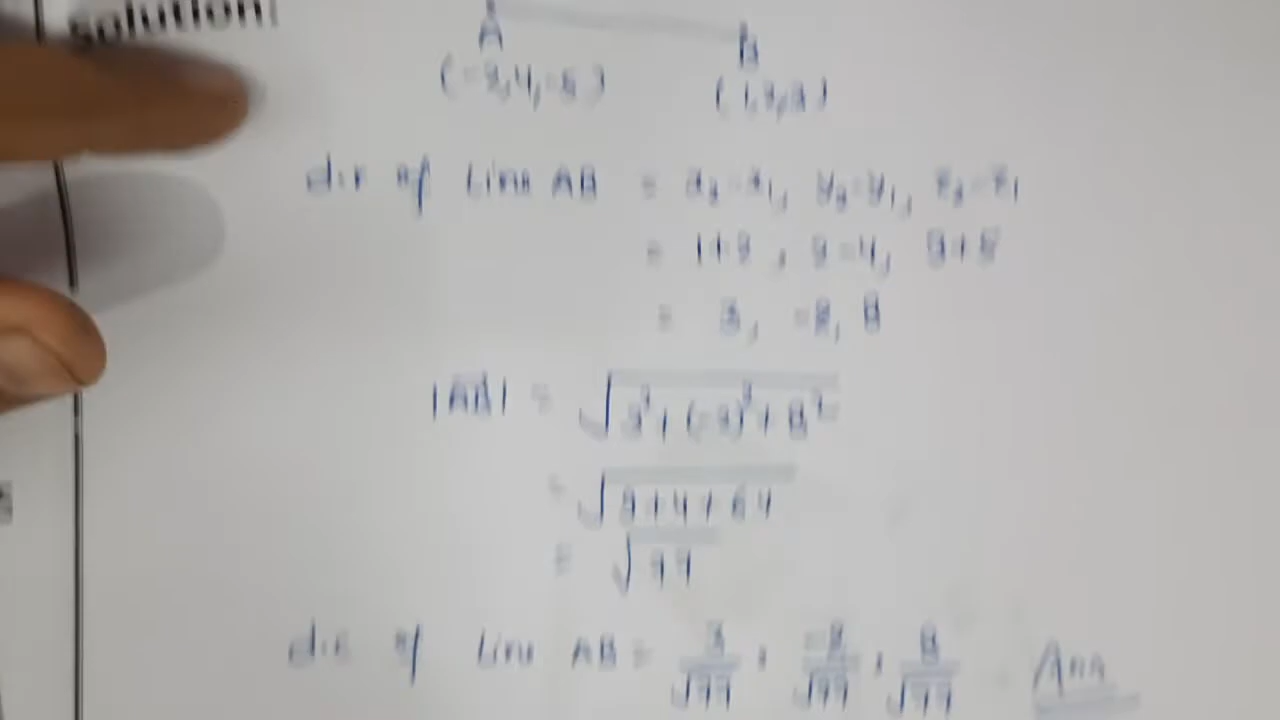 Solution:
A B
(-2,4,-5) (1,2,3)
d.r of Line AB = x₂-x₁, y₂-y₁, z₂-z₁
= 1+2, 2-4, 3+5
= 3, -2, 8
|AB| = √3²+(-2)²+8²
= √9+4+64
= √77
d.c of Line AB = 3/√77, -2/√77, 8/√77 Ans